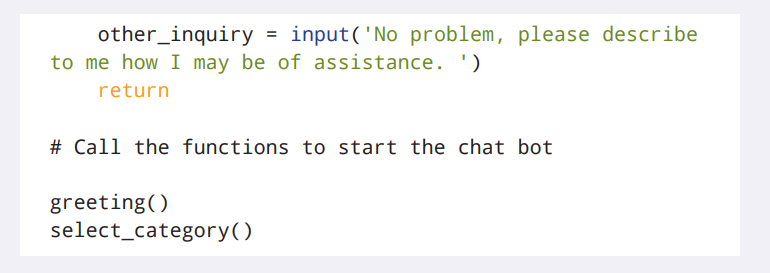 other_inquiry = input('No problem, please describe
to me how I may be of assistance. ')
return
# Call the functions to start the chat bot
greeting()
select_category()